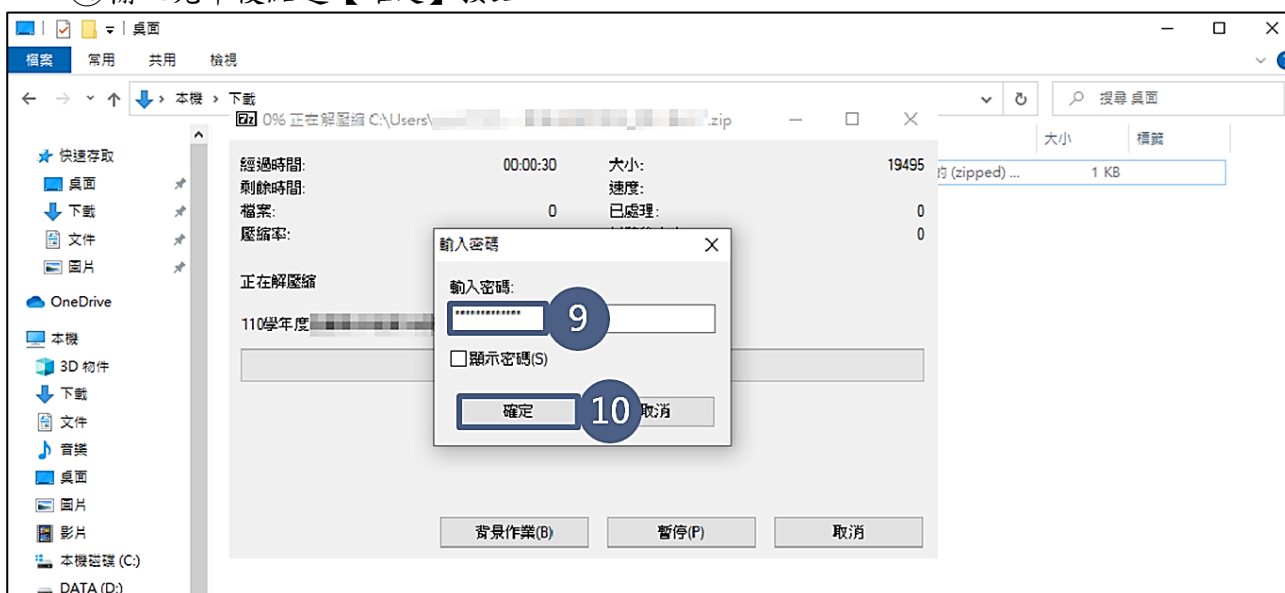 桌面
檔案 常用 共用 檢視
本機 › 下載
搜尋 桌面
0% 正在解壓縮 C:\Users\ .zip
大小 標籤
快速存取
經過時間: 00:00:30 大小: 19495
的 (zipped) ... 1 KB
桌面
剩餘時間: 速度:
下載
檔案: 0 已處理: 0
文件
壓縮率: 0
輸入密碼
圖片
正在解壓縮
輸入密碼:
OneDrive
*************
9
110學年度
本機
3D 物件
顯示密碼(S)
下載
確定 10 取消
文件
音樂
桌面
圖片
背景作業(B) 暫停(P) 取消
影片
本機磁碟 (C:)
DATA (D:)